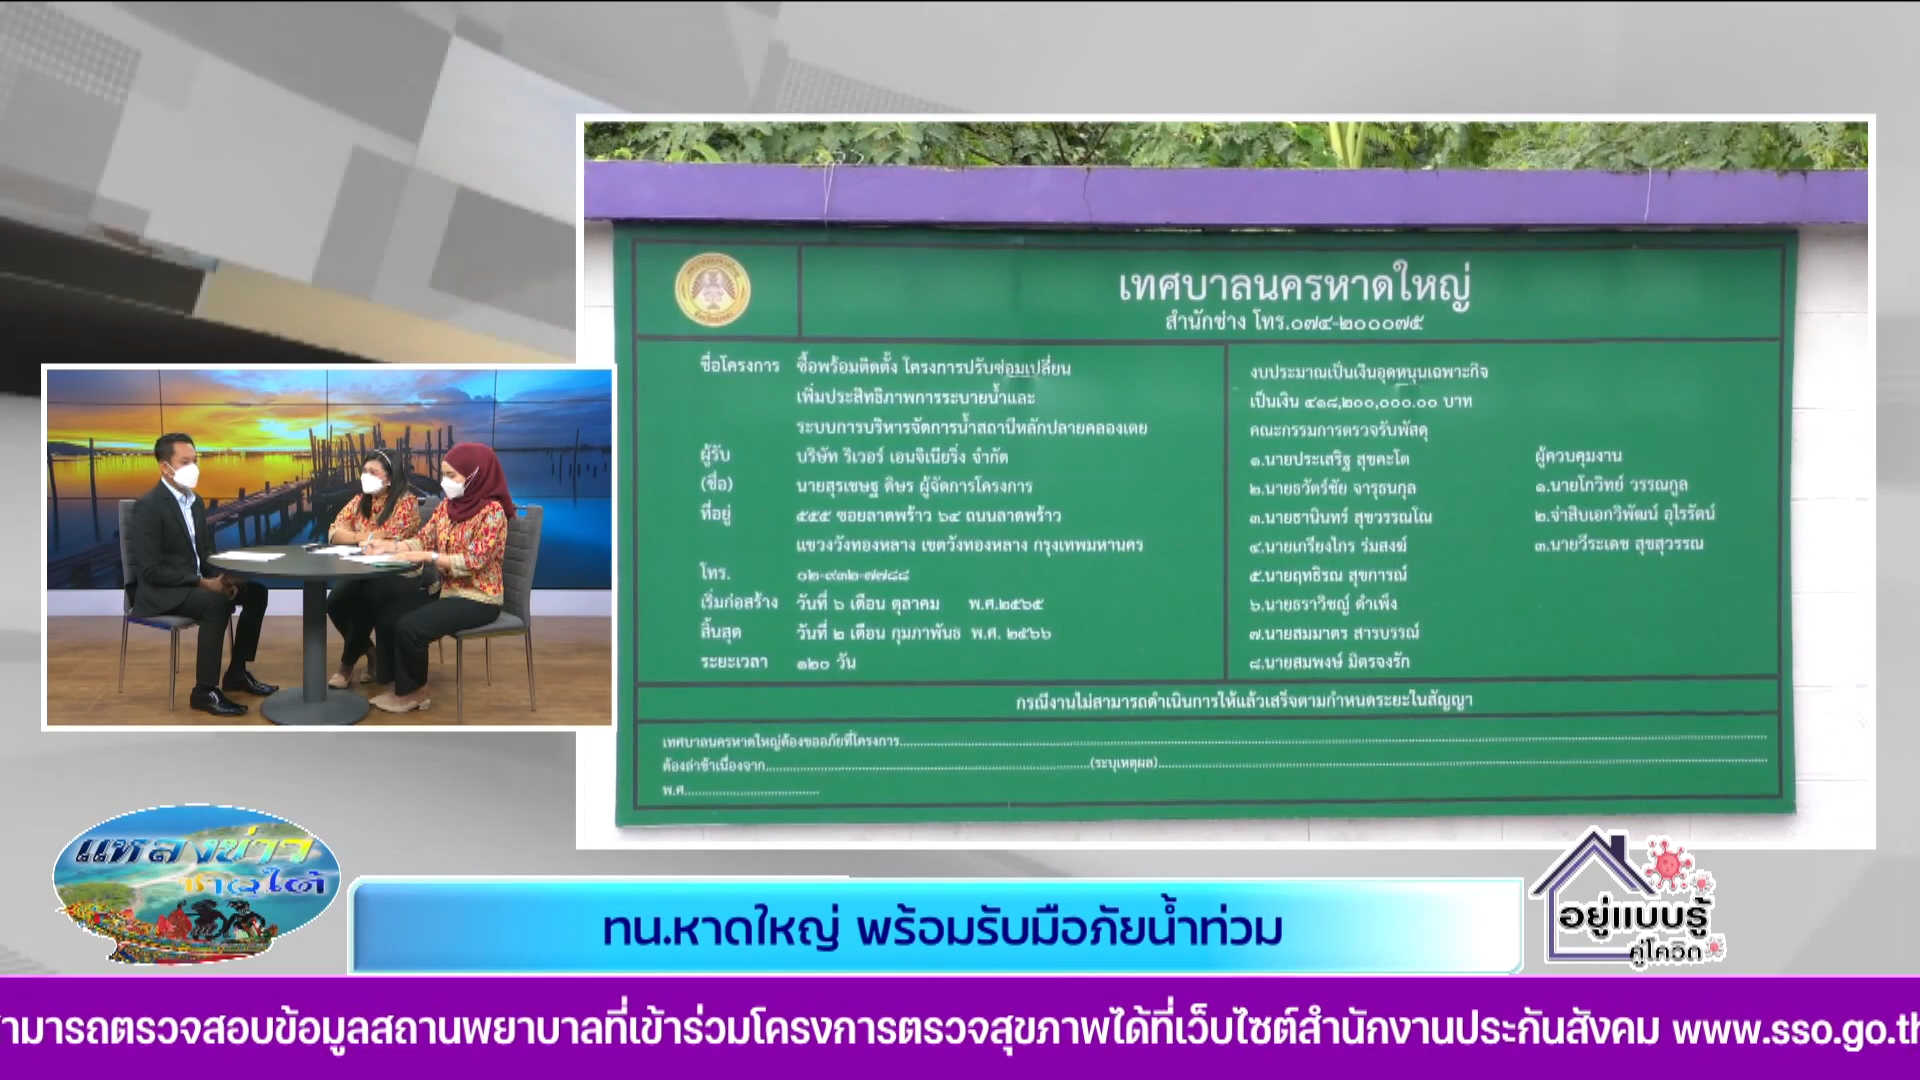 เทศบาลนครหาดใหญ่
สำนักช่าง โทร.๐๗๔-๒๐๐๐๗๕
ชื่อโครงการ ซื้อพร้อมติดตั้ง โครงการปรับซ่อมเปลี่ยน
เพิ่มประสิทธิภาพการระบายน้ำและ
ระบบการบริหารจัดการน้ำสถานีหลักปลายคลองเตย
ผู้รับ บริษัท ริเวอร์ เอนจิเนียริ่ง จำกัด
(ชื่อ) นายสุรเชษฐ ดิษร ผู้จัดการโครงการ
ที่อยู่ ๕๕๕ ซอยลาดพร้าว ๖๔ ถนนลาดพร้าว
แขวงวังทองหลาง เขตวังทองหลาง กรุงเทพมหานคร
โทร. ๐๒-๙๓๒-๗๗๘๘
เริ่มก่อสร้าง วันที่ ๖ เดือน ตุลาคม พ.ศ.๒๕๖๕
สิ้นสุด วันที่ ๒ เดือน กุมภาพันธ พ.ศ. ๒๕๖๖
ระยะเวลา ๑๒๐ วัน
งบประมาณเป็นเงินอุดหนุนเฉพาะกิจ
เป็นเงิน ๔๑๘,๒๐๐,๐๐๐.๐๐ บาท
คณะกรรมการตรวจรับพัสดุ
๑.นายประเสริฐ สุขคะโต
๒.นายธวัตร์ชัย จารุธนกุล
๓.นายธานินทร์ สุขวรรณโณ
๔.นายเกรียงไกร ร่มสงฆ์
๕.นายฤทธิรณ สุขการณ์
๖.นายธราวิชญ์ ดำเพ็ง
๗.นายสมมาตร สารบรรณ์
๘.นายสมพงษ์ มิตรจงรัก
ผู้ควบคุมงาน
๑.นายโกวิทย์ วรรณกูล
๒.จ่าสิบเอกวิพัฒน์ อุไรรัตน์
๓.นายวีระเดช สุขสุวรรณ
กรณีงานไม่สามารถดำเนินการให้แล้วเสร็จตามกำหนดระยะในสัญญา
เทศบาลนครหาดใหญ่ต้องขออภัยที่โครงการ
ต้องล่าช้าเนื่องจาก (ระบุเหตุผล)
พ.ศ.
แหลงข่าว
ชาวใต้
ทน.หาดใหญ่ พร้อมรับมือภัยน้ำท่วม
อยู่แบบรู้
คู่โควิด
ามารถตรวจสอบข้อมูลสถานพยาบาลที่เข้าร่วมโครงการตรวจสุขภาพได้ที่เว็บไซต์สำนักงานประกันสังคม www.sso.go.th